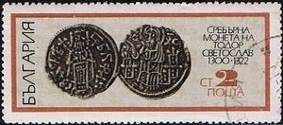 БЪЛГАРИЯ
СРЕБЪРНА
МОНЕТА НА
ТОДОР
СВЕТОСЛАВ
1300-1322
2
СТ.
ПОЩА